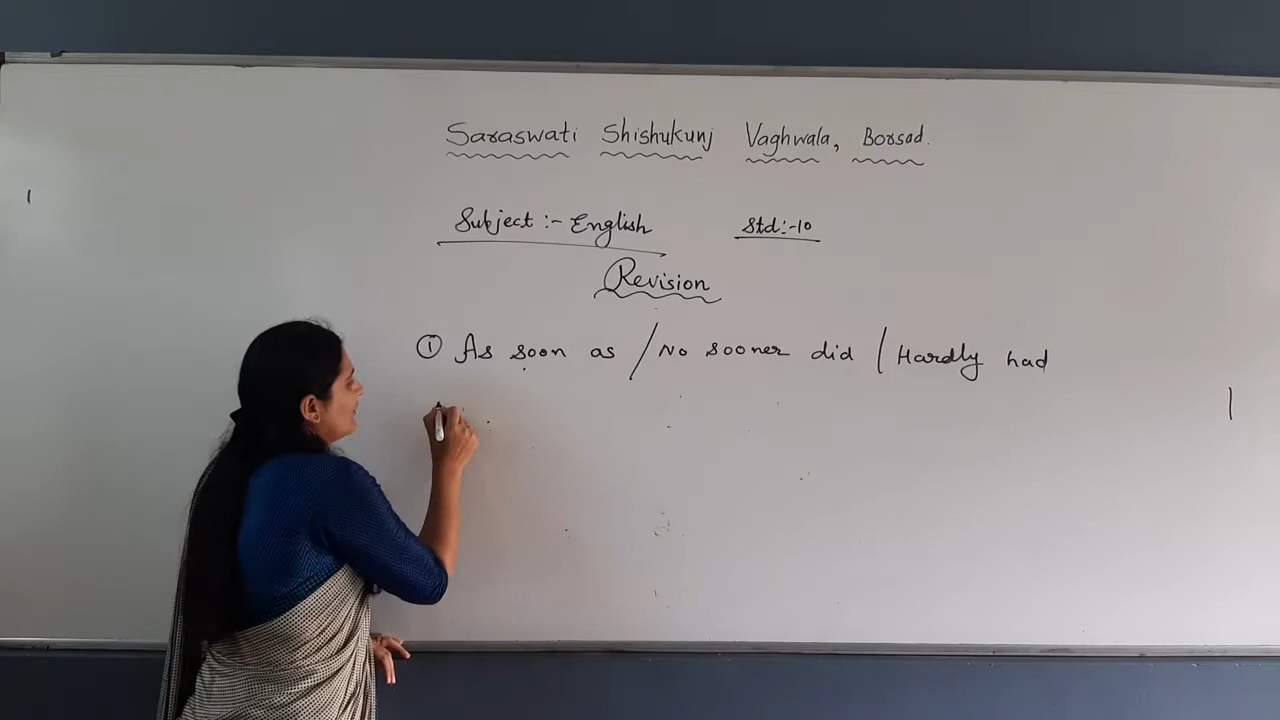 Saraswati Shishukunj Vaghwala, Borsad.
Subject :- English Std:-10
Revision
① As soon as / No sooner did / Hardly had